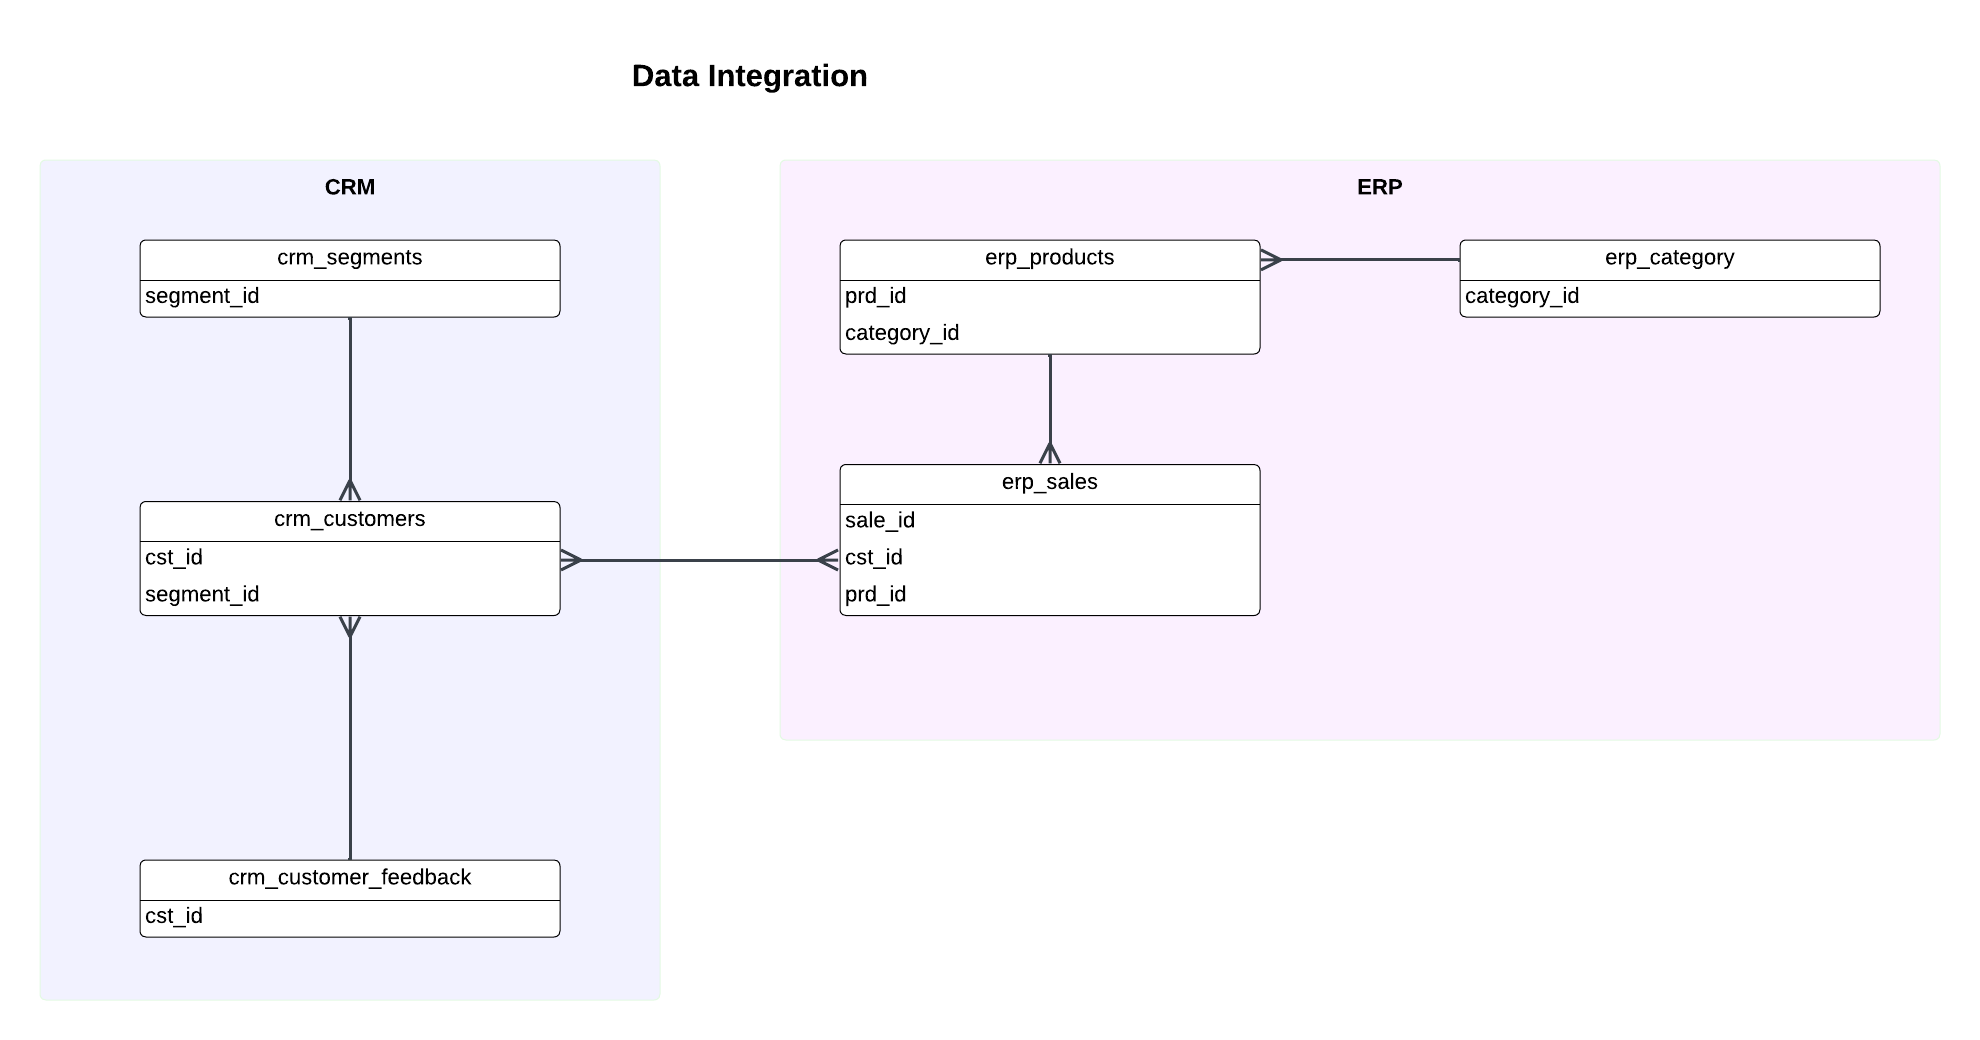 Data Integration
CRM
crm_segments
segment_id
crm_customers
cst_id
segment_id
crm_customer_feedback
cst_id
ERP
erp_products
prd_id
category_id
erp_category
category_id
erp_sales
sale_id
cst_id
prd_id